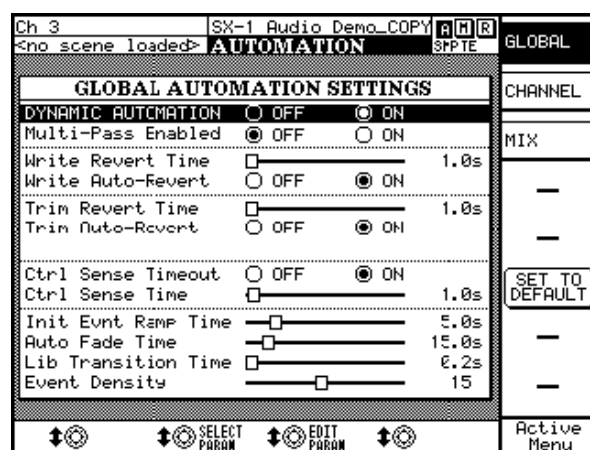 Ch 3 SX-1 Audio Demo_COPY A M R
<no scene loaded> AUTOMATION SMPTE
GLOBAL
CHANNEL
MIX
SET TO
DEFAULT
Active
Menu
GLOBAL AUTOMATION SETTINGS
DYNAMIC AUTOMATION OFF ON
Multi-Pass Enabled OFF ON
Write Revert Time 1.0s
Write Auto-Revert OFF ON
Trim Revert Time 1.0s
Trim Auto-Revert OFF ON
Ctrl Sense Timeout OFF ON
Ctrl Sense Time 1.0s
Init Evnt Ramp Time 5.0s
Auto Fade Time 15.0s
Lib Transition Time 0.2s
Event Density 15
SELECT
PARAM
EDIT
PARAM